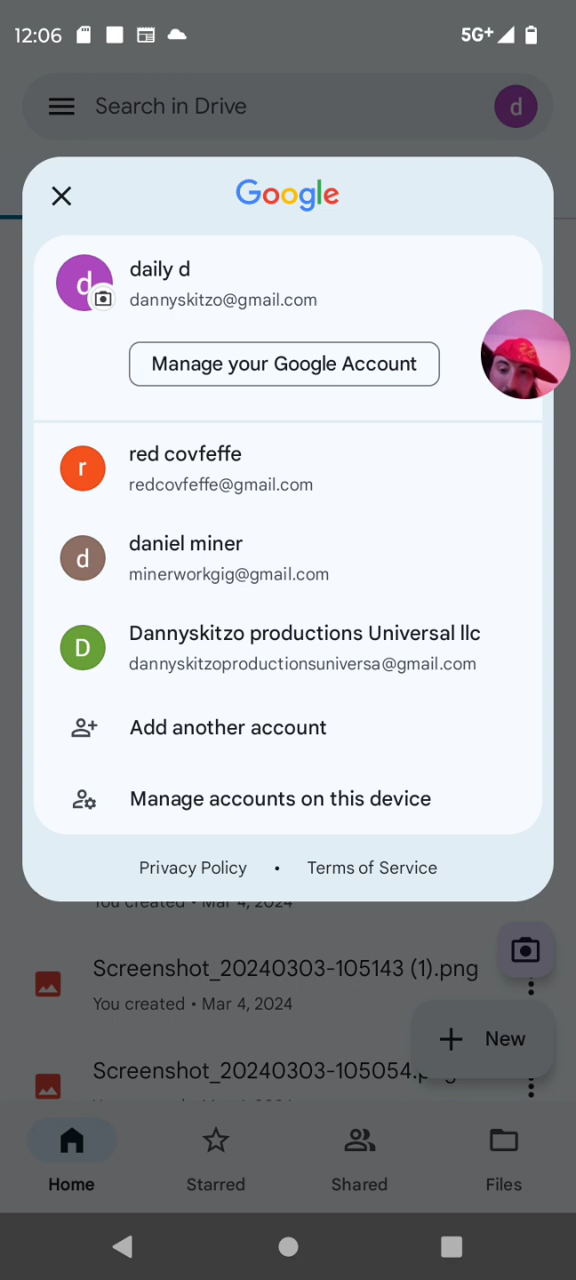 12:06
5G+
Search in Drive
d
Google
d
daily d
dannyskitzo@gmail.com
Manage your Google Account
r
red covfeffe
redcovfeffe@gmail.com
d
daniel miner
minerworkgig@gmail.com
D
Dannyskitzo productions Universal llc
dannyskitzoproductionsuniversa@gmail.com
Add another account
Manage accounts on this device
Privacy Policy • Terms of Service
You created • Mar 4, 2024
Screenshot_20240303-105143 (1).png
You created • Mar 4, 2024
New
Screenshot_20240303-105054.png
Home
Starred
Shared
Files